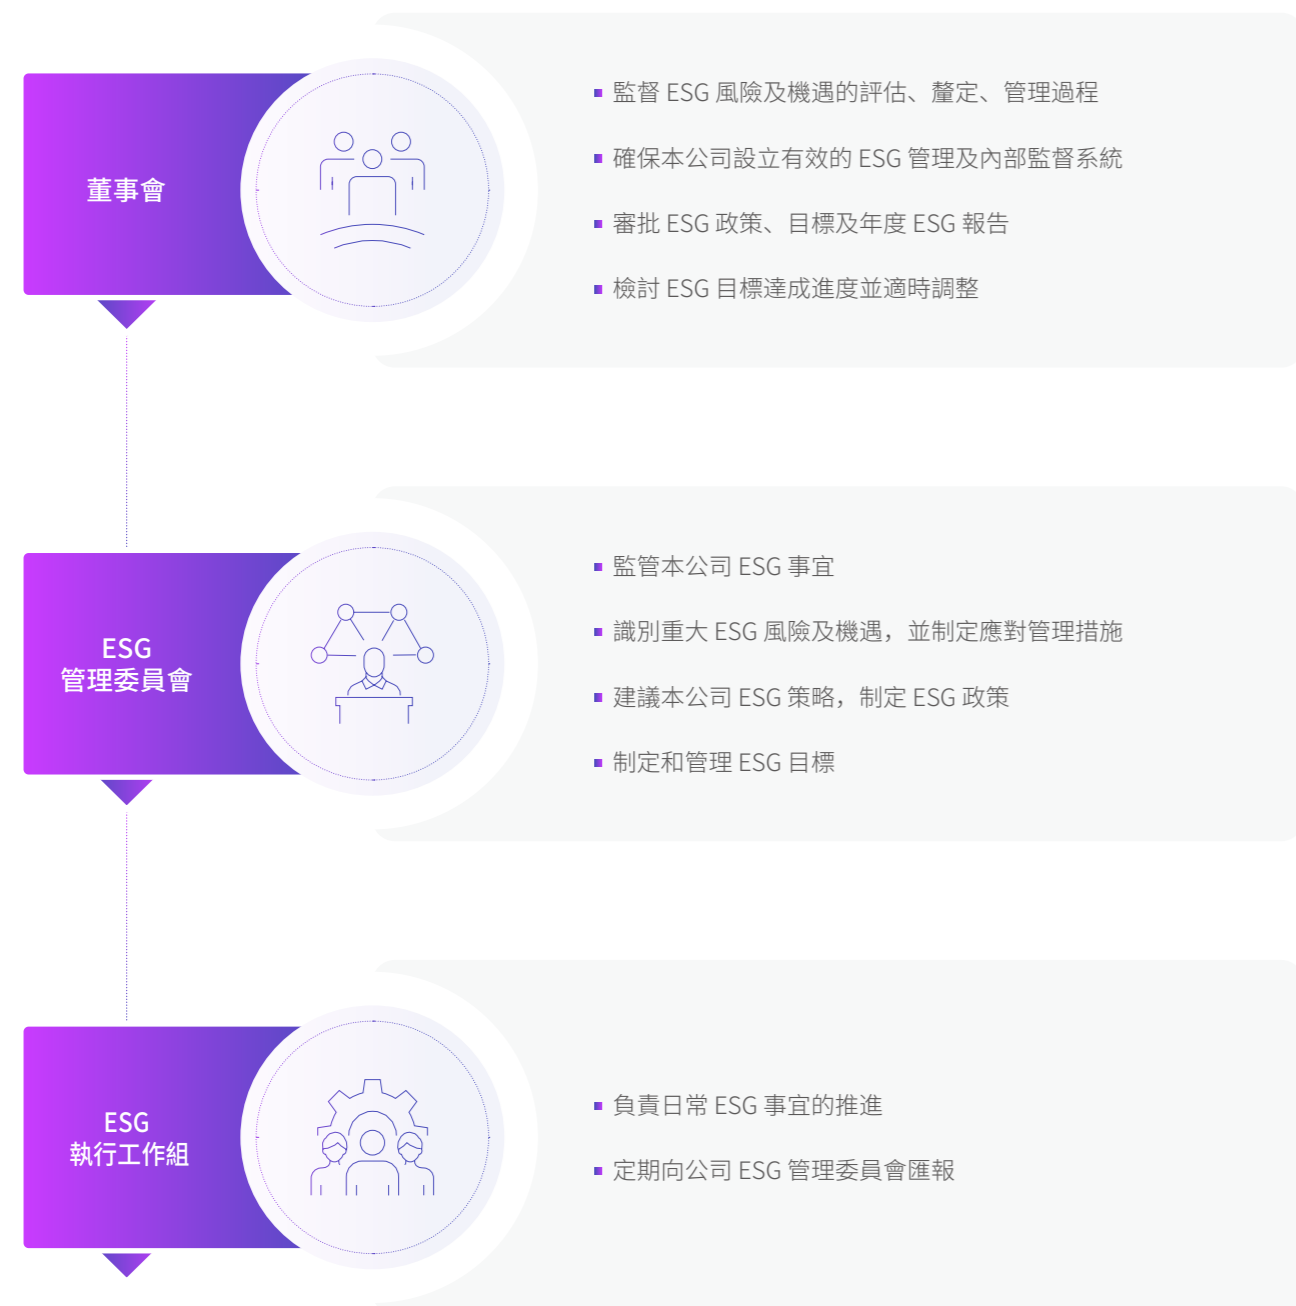 董事會
監督 ESG 風險及機遇的評估、釐定、管理過程
確保本公司設立有效的 ESG 管理及內部監督系統
審批 ESG 政策、目標及年度 ESG 報告
檢討 ESG 目標達成進度並適時調整
ESG
管理委員會
監管本公司 ESG 事宜
識別重大 ESG 風險及機遇，並制定應對管理措施
建議本公司 ESG 策略，制定 ESG 政策
制定和管理 ESG 目標
ESG
執行工作組
負責日常 ESG 事宜的推進
定期向公司 ESG 管理委員會匯報